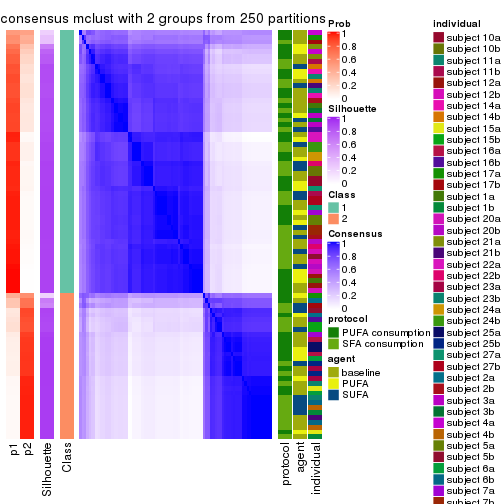 consensus mclust with 2 groups from 250 partitions
Prob
1
0.8
0.6
0.4
0.2
0
Silhouette
1
0.8
0.6
0.4
0.2
0
Class
1
2
Consensus
1
0.8
0.6
0.4
0.2
0
protocol
PUFA consumption
SFA consumption
agent
baseline
PUFA
SUFA
individual
subject 10a
subject 10b
subject 11a
subject 11b
subject 12a
subject 12b
subject 14a
subject 14b
subject 15a
subject 15b
subject 16a
subject 16b
subject 17a
subject 17b
subject 1a
subject 1b
subject 20a
subject 20b
subject 21a
subject 21b
subject 22a
subject 22b
subject 23a
subject 23b
subject 24a
subject 24b
subject 25a
subject 25b
subject 27a
subject 27b
subject 2a
subject 2b
subject 3a
subject 3b
subject 4a
subject 4b
subject 5a
subject 5b
subject 6a
subject 6b
subject 7a
subject 7b
p1
p2
Silhouette
Class
protocol
agent
individual